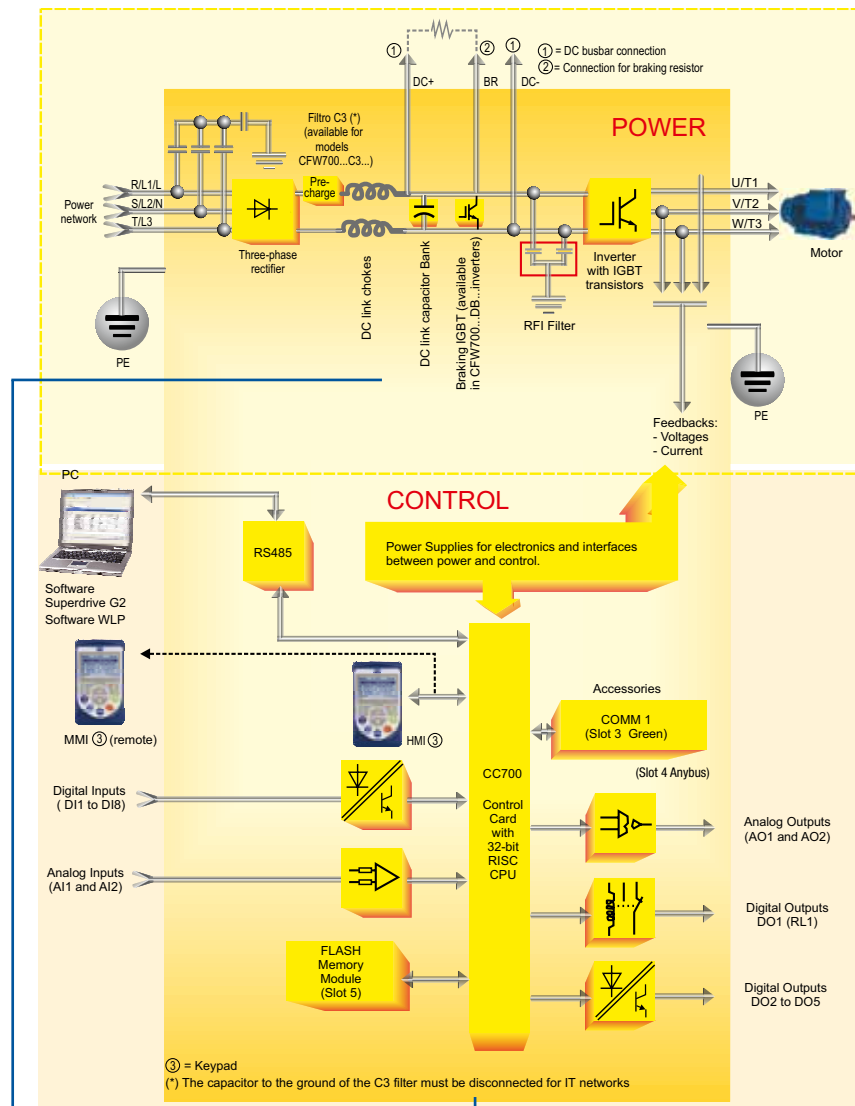 ① = DC busbar connection
② = Connection for braking resistor
① ② ①
DC+ BR DC-
Filtro C3 (*)
(available for
models
CFW700...C3...)
POWER
Pre-
charge
R/L1/L
S/L2/N
T/L3
Power
network
Three-phase
rectifier
DC link chokes
DC link capacitor Bank
Braking IGBT (available
in CFW700...DB...inverters)
RFI Filter
Inverter
with IGBT
transistors
U/T1
V/T2
W/T3
Motor
PE
PE
Feedbacks:
- Voltages
- Current
PC
CONTROL
RS485
Power Supplies for electronics and interfaces
between power and control.
Software
Superdrive G2
Software WLP
MMI ③ (remote)
HMI ③
Accessories
COMM 1
(Slot 3 Green)
(Slot 4 Anybus)
CC700
Control
Card
with
32-bit
RISC
CPU
Digital Inputs
( DI1 to DI8)
Analog Inputs
(AI1 and AI2)
FLASH
Memory
Module
(Slot 5)
Analog Outputs
(AO1 and AO2)
Digital Outputs
DO1 (RL1)
Digital Outputs
DO2 to DO5
③ = Keypad
(*) The capacitor to the ground of the C3 filter must be disconnected for IT networks